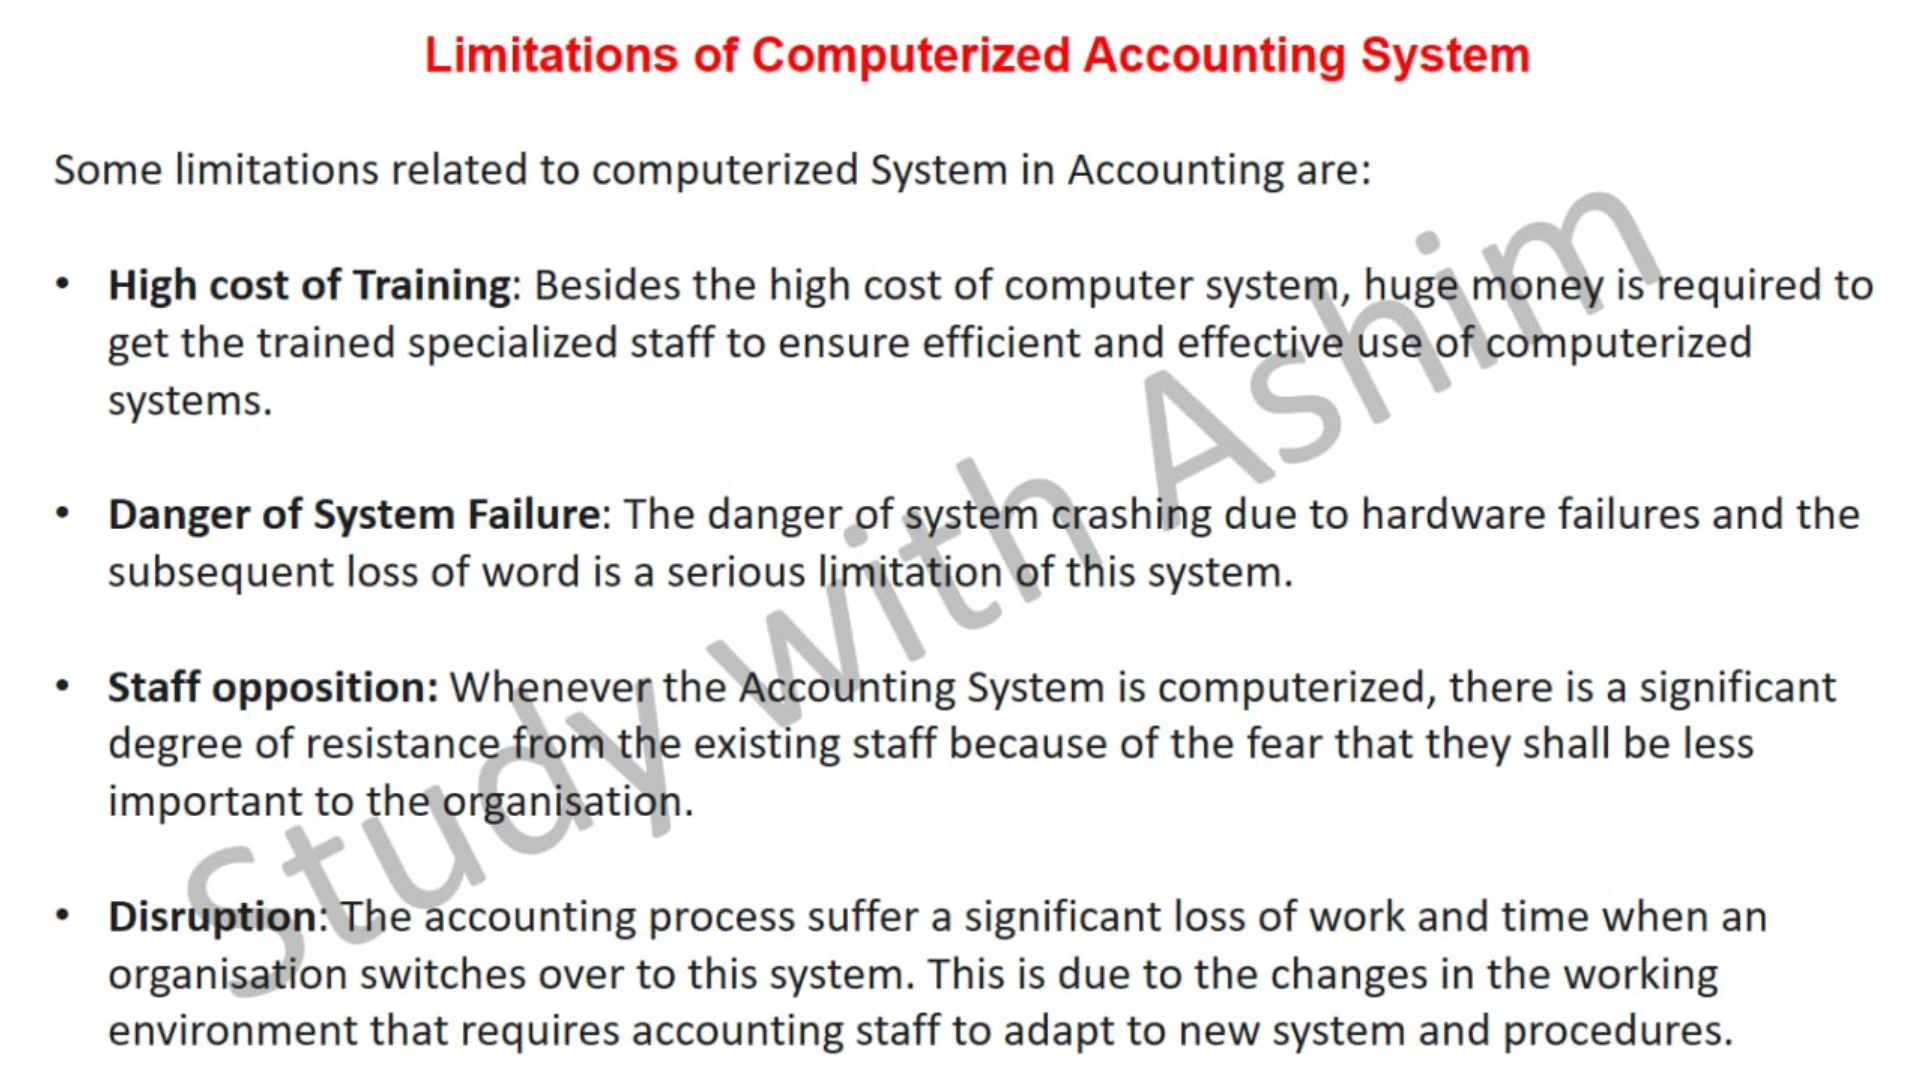 Limitations of Computerized Accounting System
Some limitations related to computerized System in Accounting are:
• High cost of Training: Besides the high cost of computer system, huge money is required to
get the trained specialized staff to ensure efficient and effective use of computerized
systems.
• Danger of System Failure: The danger of system crashing due to hardware failures and the
subsequent loss of word is a serious limitation of this system.
• Staff opposition: Whenever the Accounting System is computerized, there is a significant
degree of resistance from the existing staff because of the fear that they shall be less
important to the organisation.
• Disruption: The accounting process suffer a significant loss of work and time when an
organisation switches over to this system. This is due to the changes in the working
environment that requires accounting staff to adapt to new system and procedures.
Study with Ashim